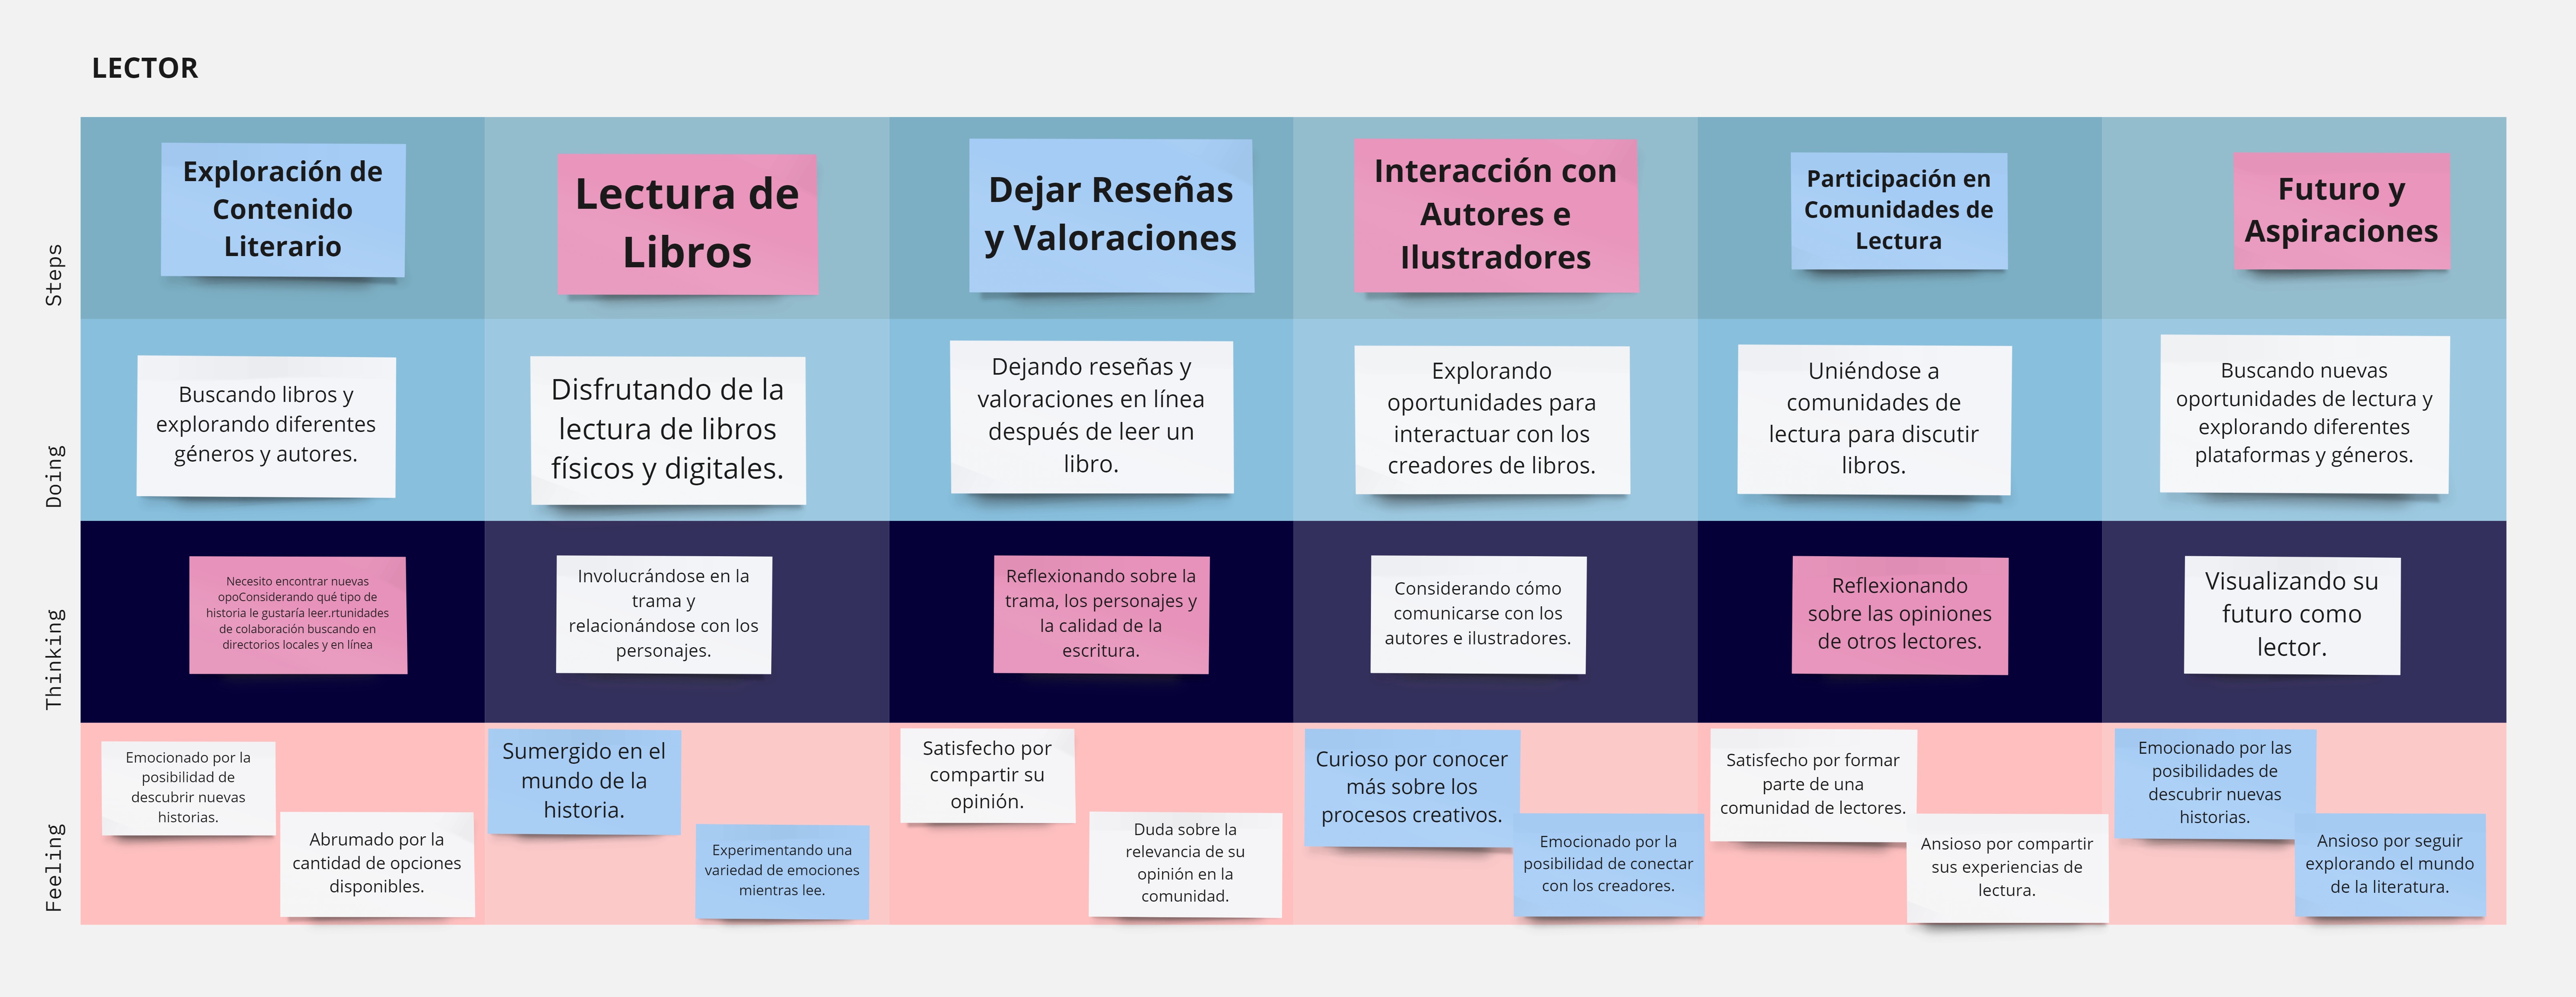 LECTOR
Steps
Exploración de
Contenido
Literario
Lectura de
Libros
Dejar Reseñas
y Valoraciones
Interacción con
Autores e
Ilustradores
Participación en
Comunidades de
Lectura
Futuro y
Aspiraciones
Doing
Buscando libros y
explorando diferentes
géneros y autores.
Disfrutando de la
lectura de libros
físicos y digitales.
Dejando reseñas y
valoraciones en línea
después de leer un
libro.
Explorando
oportunidades para
interactuar con los
creadores de libros.
Uniéndose a
comunidades de
lectura para discutir
libros.
Buscando nuevas
oportunidades de lectura y
explorando diferentes
plataformas y géneros.
Thinking
Necesito encontrar nuevas
opoConsiderando qué tipo de
historia le gustaría leer.rtunidades
de colaboración buscando en
directorios locales y en línea
Involucrándose en la
trama y
relacionándose con los
personajes.
Reflexionando sobre la
trama, los personajes y
la calidad de la
escritura.
Considerando cómo
comunicarse con los
autores e ilustradores.
Reflexionando
sobre las opiniones
de otros lectores.
Visualizando su
futuro como
lector.
Feeling
Emocionado por la
posibilidad de
descubrir nuevas
historias.
Abrumado por la
cantidad de opciones
disponibles.
Sumergido en el
mundo de la
historia.
Experimentando una
variedad de emociones
mientras lee.
Satisfecho por
compartir su
opinión.
Duda sobre la
relevancia de su
opinión en la
comunidad.
Curioso por conocer
más sobre los
procesos creativos.
Emocionado por la
posibilidad de conectar
con los creadores.
Satisfecho por formar
parte de una
comunidad de lectores.
Ansioso por compartir
sus experiencias de
lectura.
Emocionado por las
posibilidades de
descubrir nuevas
historias.
Ansioso por seguir
explorando el mundo
de la literatura.